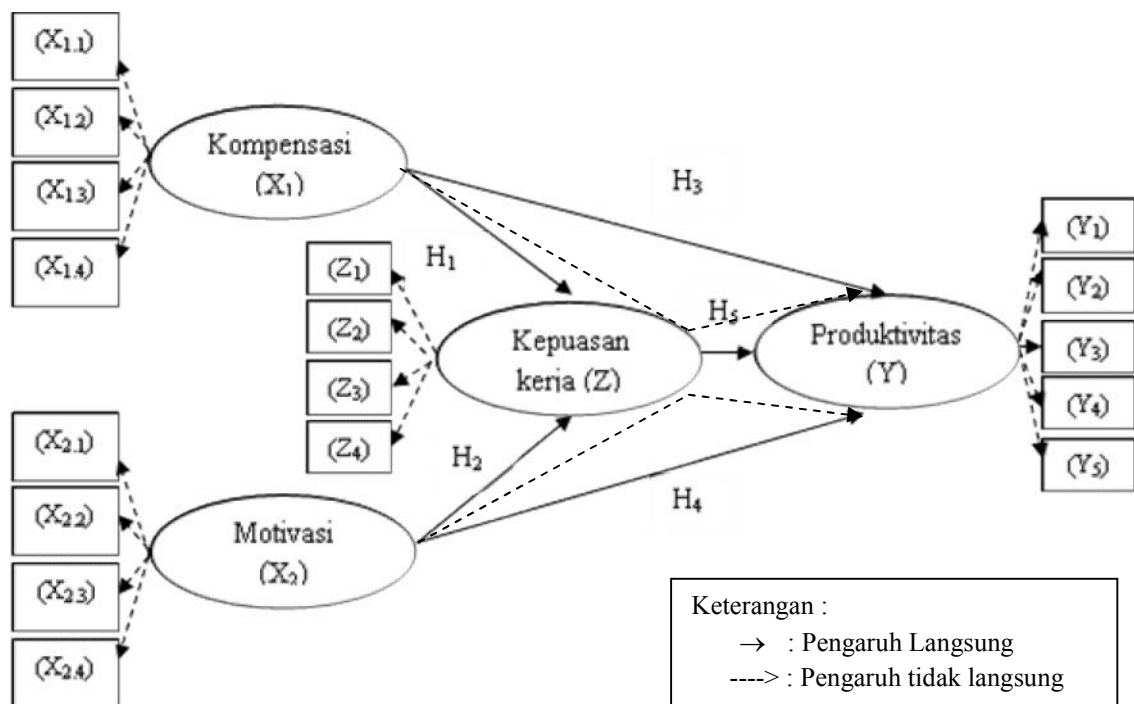 (X1.1)
(X1.2)
(X1.3)
(X1.4)
Kompensasi
(X1)
H3
H1
(Z1)
(Z2)
(Z3)
(Z4)
Kepuasan
kerja (Z)
H5
Produktivitas
(Y)
(Y1)
(Y2)
(Y3)
(Y4)
(Y5)
H2
H4
(X2.1)
(X2.2)
(X2.3)
(X2.4)
Motivasi
(X2)
Keterangan :
→ : Pengaruh Langsung
----> : Pengaruh tidak langsung